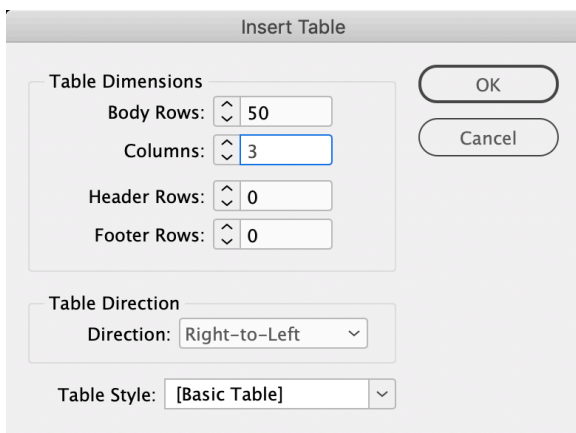 Insert Table
Table Dimensions
Body Rows: 50
Columns: 3
Header Rows: 0
Footer Rows: 0
OK
Cancel
Table Direction
Direction: Right-to-Left
Table Style: [Basic Table]